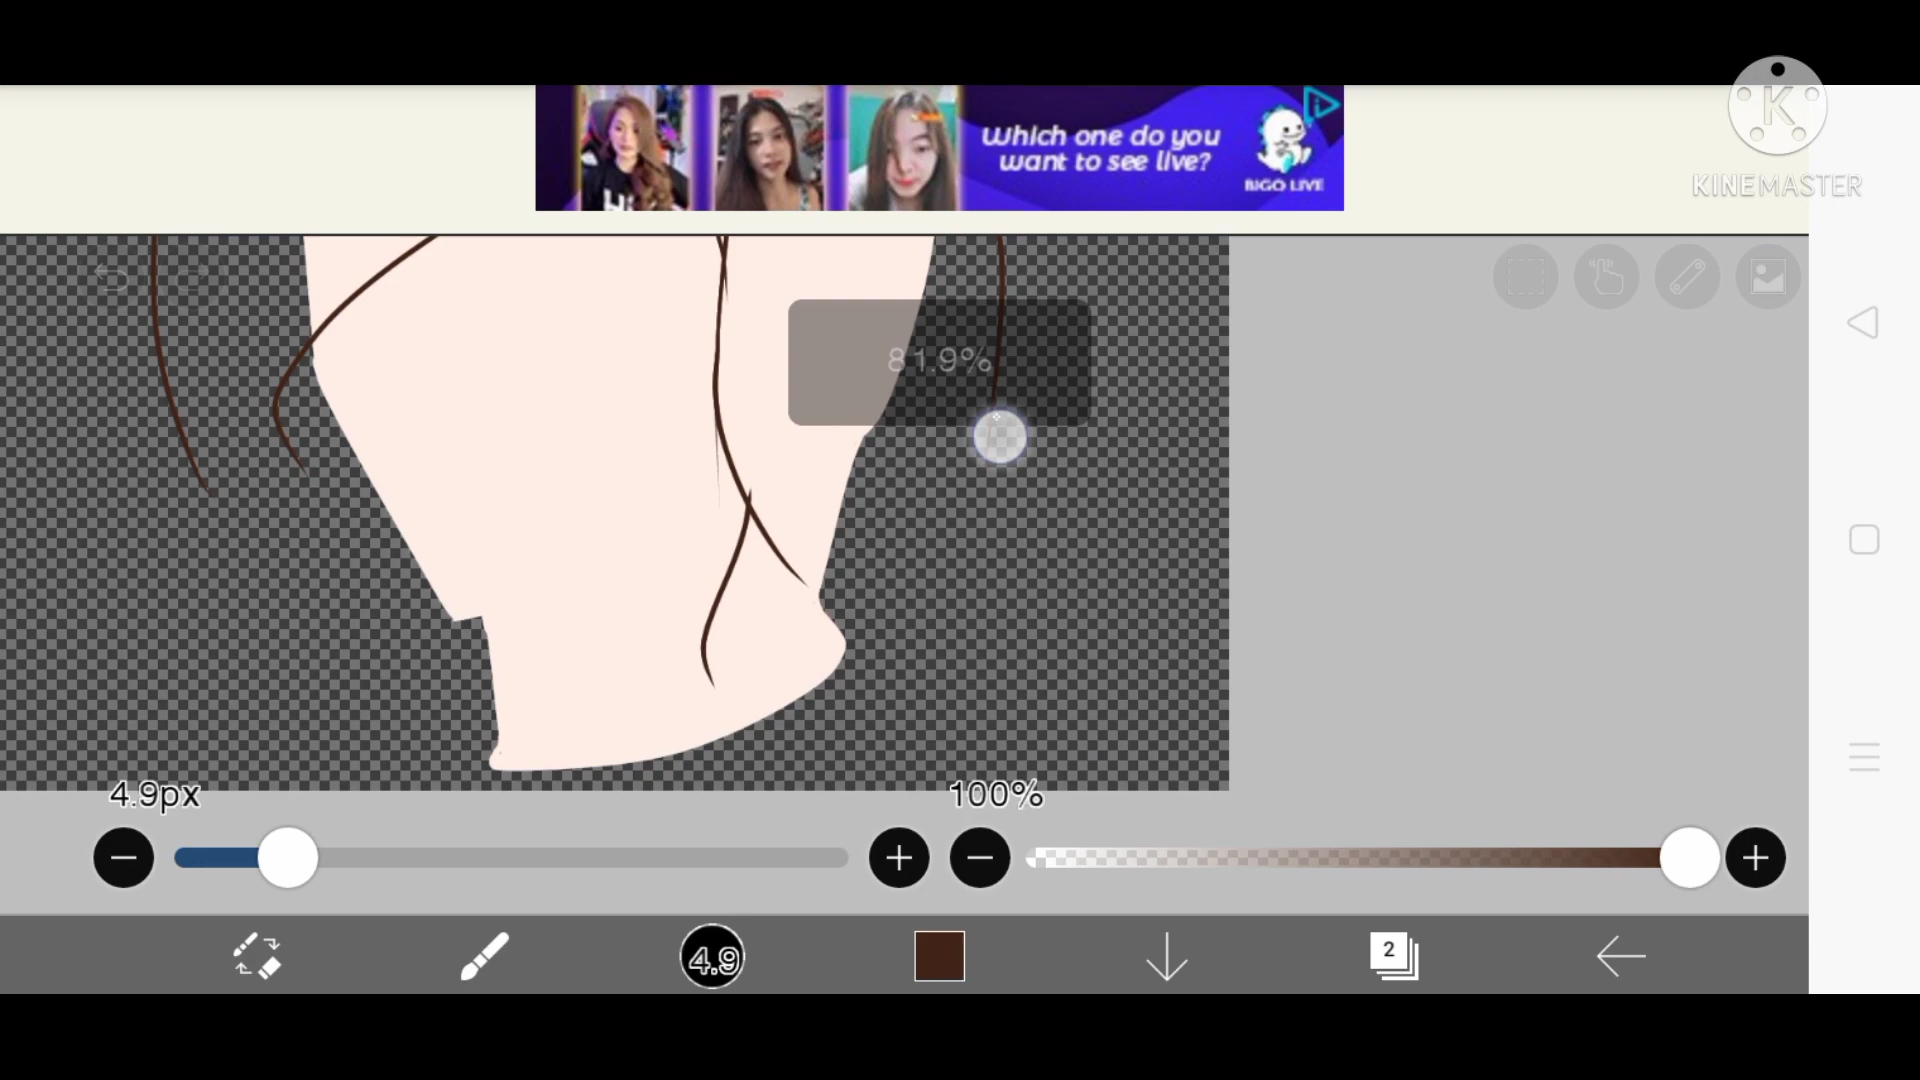 Which one do you
want to see live?
BIGO LIVE
K
KINEMASTER
81.9%
4.9px
100%
4.9
2